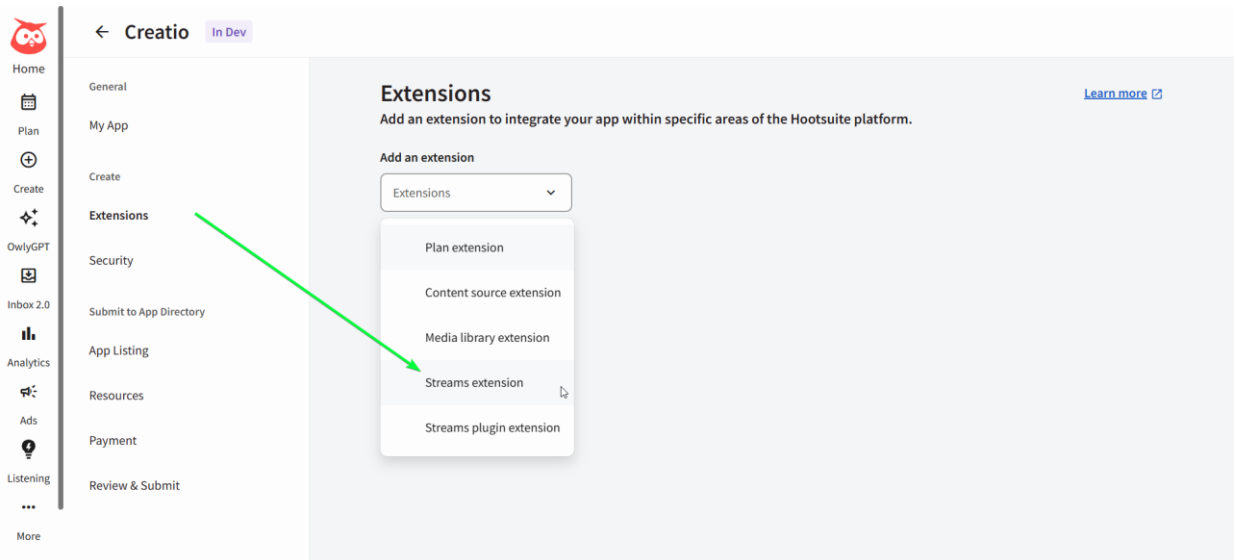 Creatio
In Dev
Home
Plan
Create
OwlyGPT
Inbox 2.0
Analytics
Ads
Listening
More
General
My App
Create
Extensions
Security
Submit to App Directory
App Listing
Resources
Payment
Review & Submit
Extensions
Learn more
Add an extension to integrate your app within specific areas of the Hootsuite platform.
Add an extension
Extensions
Plan extension
Content source extension
Media library extension
Streams extension
Streams plugin extension